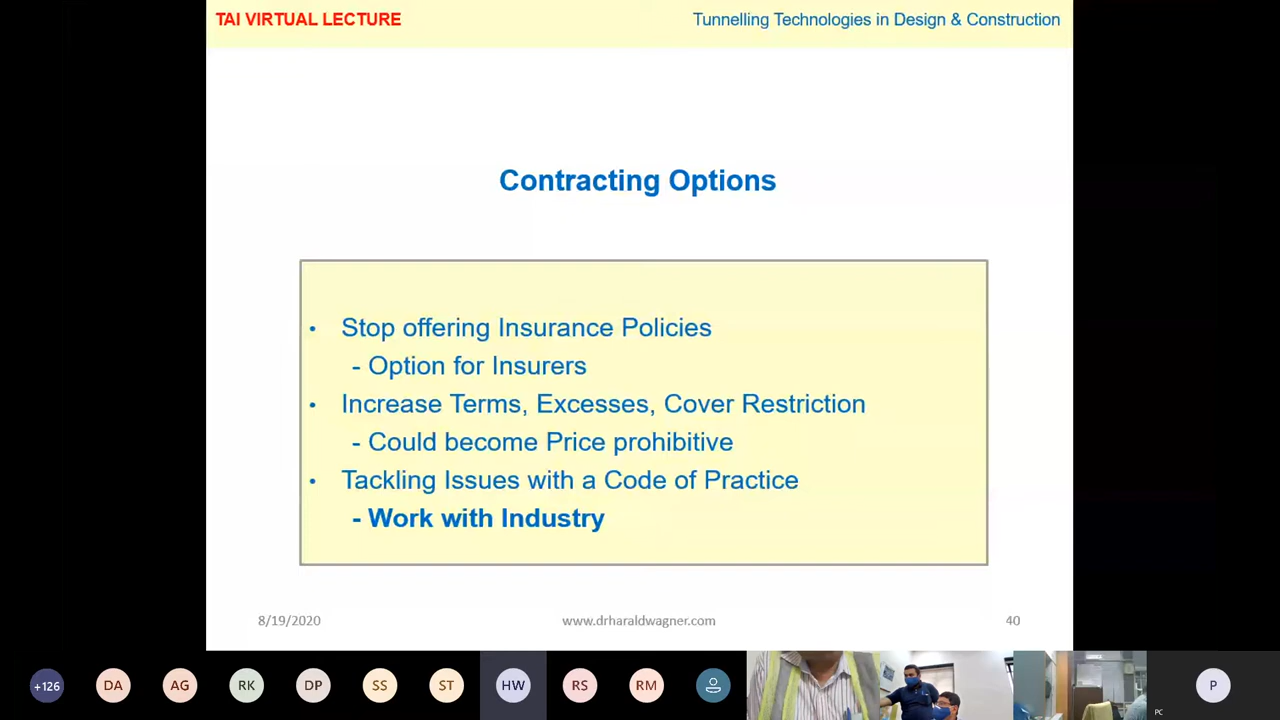 TAI VIRTUAL LECTURE
Tunnelling Technologies in Design & Construction
Contracting Options
• Stop offering Insurance Policies
- Option for Insurers
• Increase Terms, Excesses, Cover Restriction
- Could become Price prohibitive
• Tackling Issues with a Code of Practice
- Work with Industry
8/19/2020
www.drharaldwagner.com
40
+126
DA
AG
RK
DP
SS
ST
HW
RS
RM
PC
P